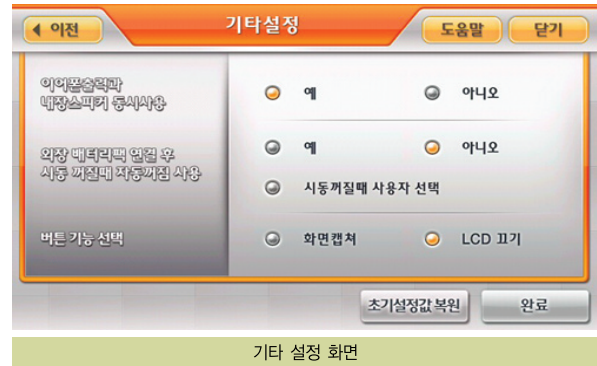 이전
기타설정
도움말
닫기
이어폰출력과
내장스피커 동시사용
예
아니오
외장 배터리팩 연결 후
시동 꺼질때 자동꺼짐 사용
예
아니오
시동꺼질때 사용자 선택
버튼 기능 선택
화면캡쳐
LCD 끄기
초기설정값 복원
완료
기타 설정 화면